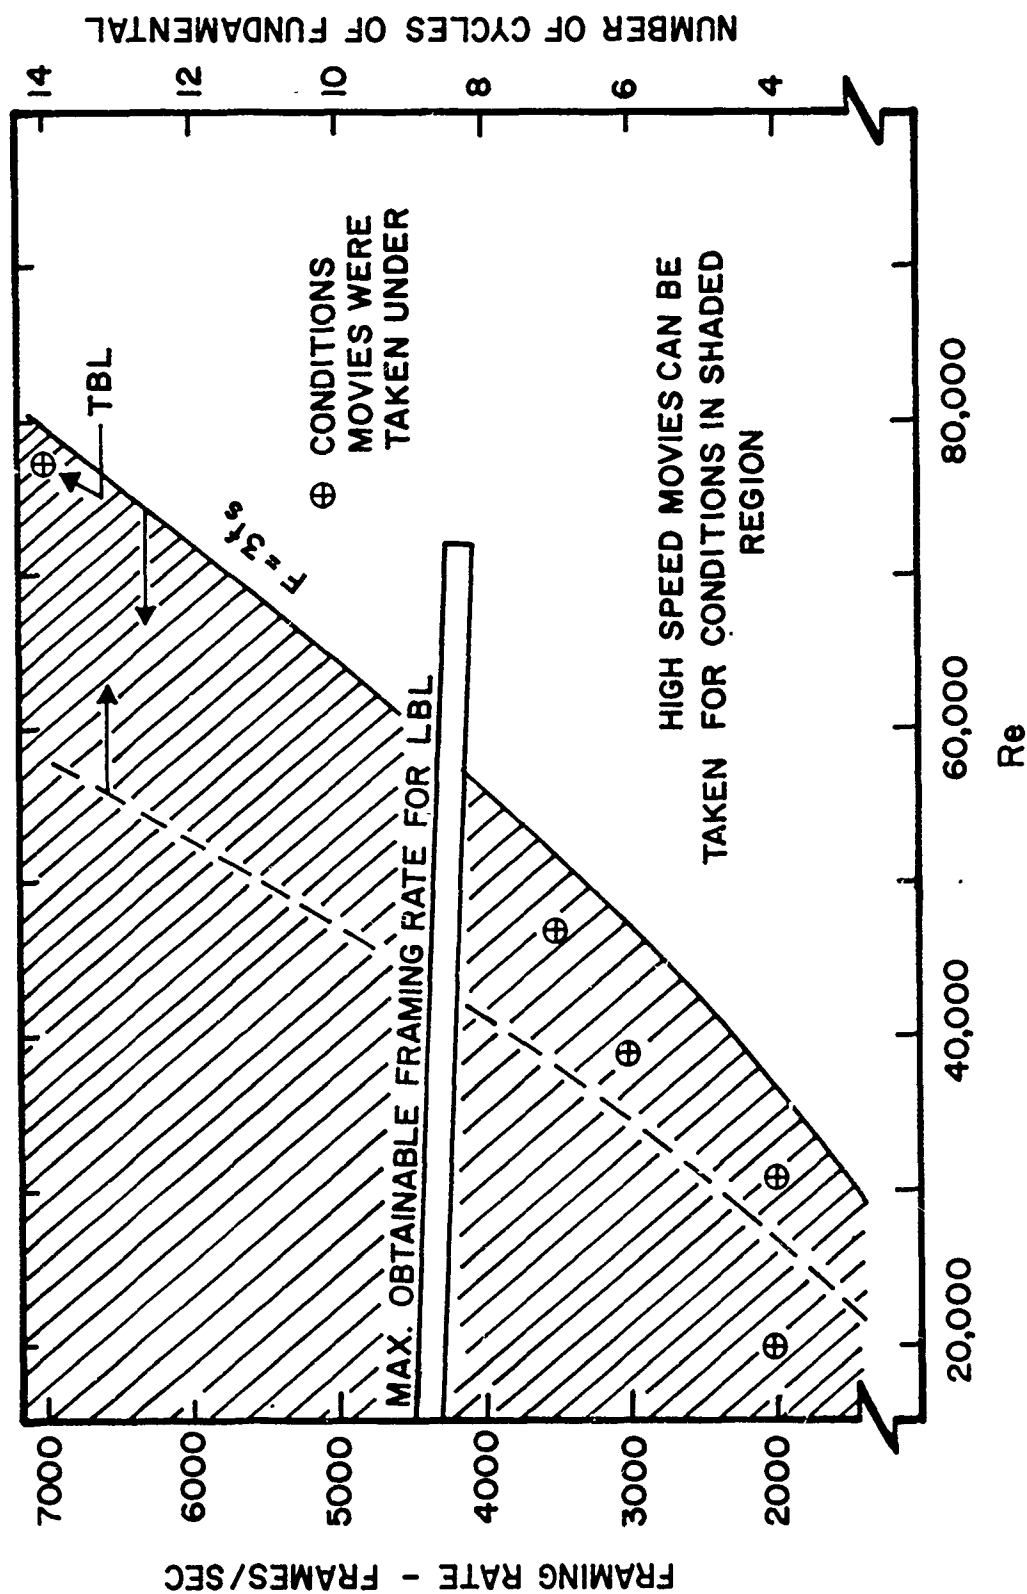 FRAMING RATE - FRAMES/SEC
7000
6000
5000
4000
3000
2000
TBL
F = 3fs
⊕ CONDITIONS
MOVIES WERE
TAKEN UNDER
MAX. OBTAINABLE FRAMING RATE FOR LBL
HIGH SPEED MOVIES CAN BE
TAKEN FOR CONDITIONS IN SHADED
REGION
20,000
40,000
60,000
80,000
Re
14
12
10
8
6
4
NUMBER OF CYCLES OF FUNDAMENTAL